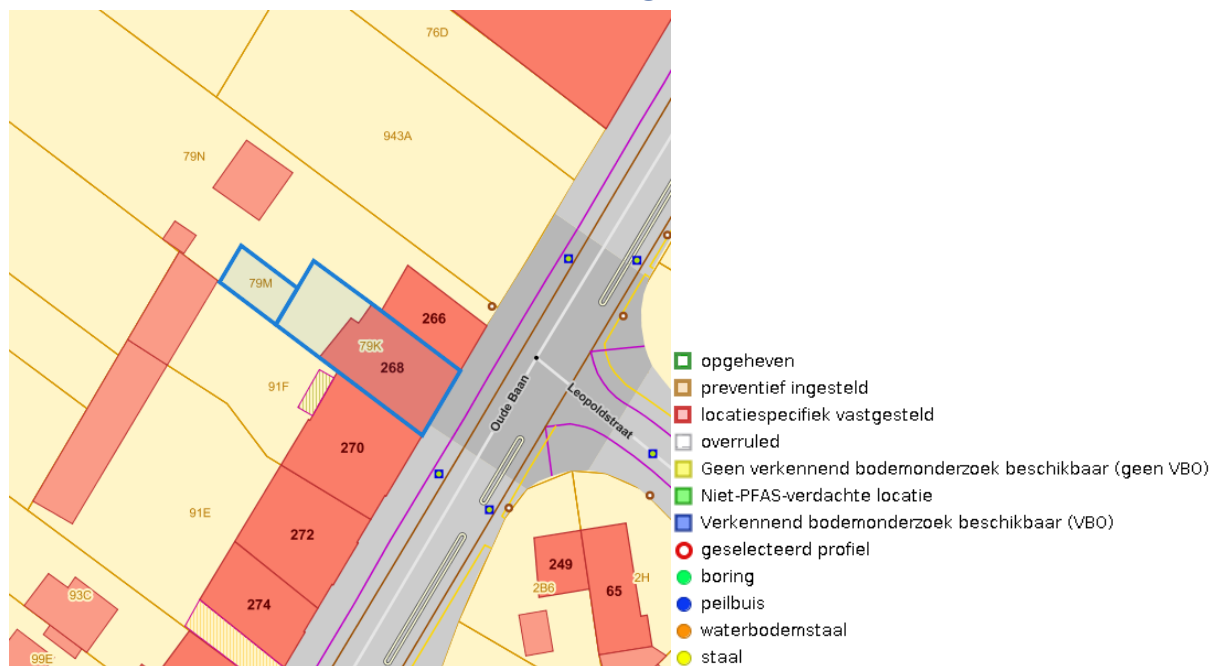 76D
943A
79N
79M
266
79K
268
91F
Oude Baan
Leopoldstraat
270
91E
272
249
2B6
65
2H
93C
274
99E
opgeheven
preventief ingesteld
locatiespecifiek vastgesteld
overruled
Geen verkennend bodemonderzoek beschikbaar (geen VBO)
Niet-PFAS-verdachte locatie
Verkennend bodemonderzoek beschikbaar (VBO)
geselecteerd profiel
boring
peilbuis
waterbodemstaal
staal